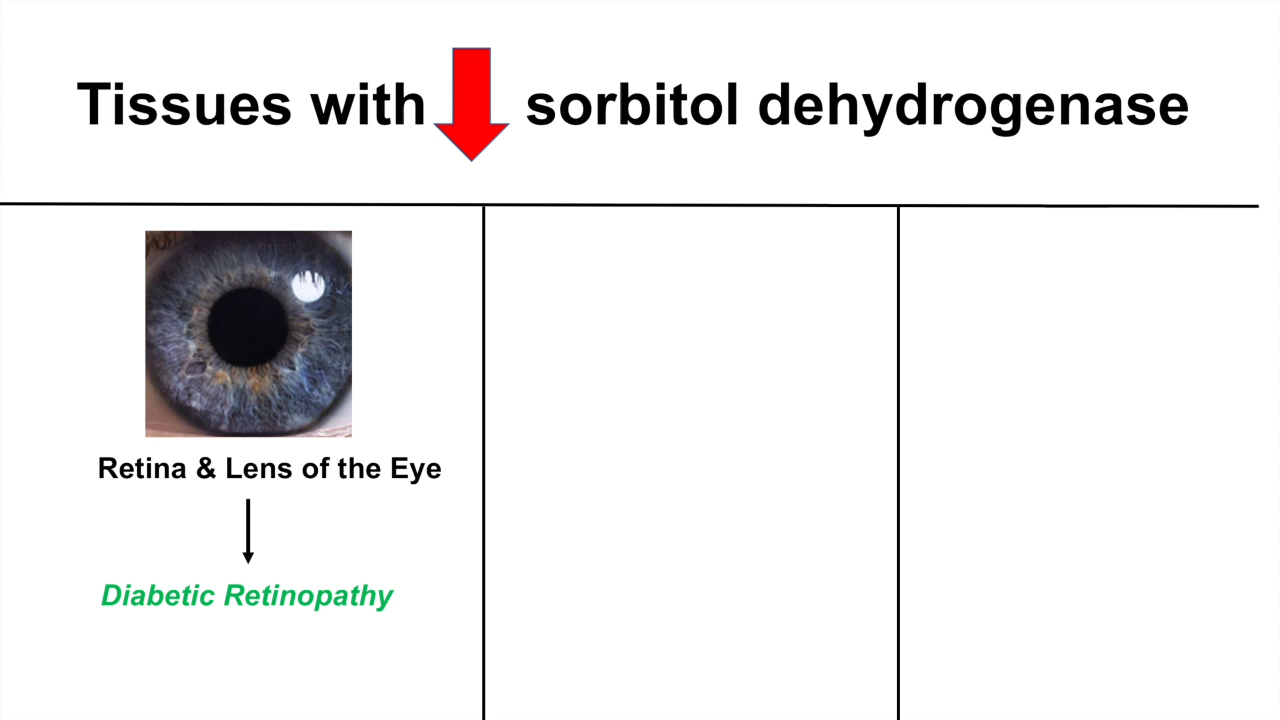 Tissues with sorbitol dehydrogenase
Retina & Lens of the Eye
Diabetic Retinopathy